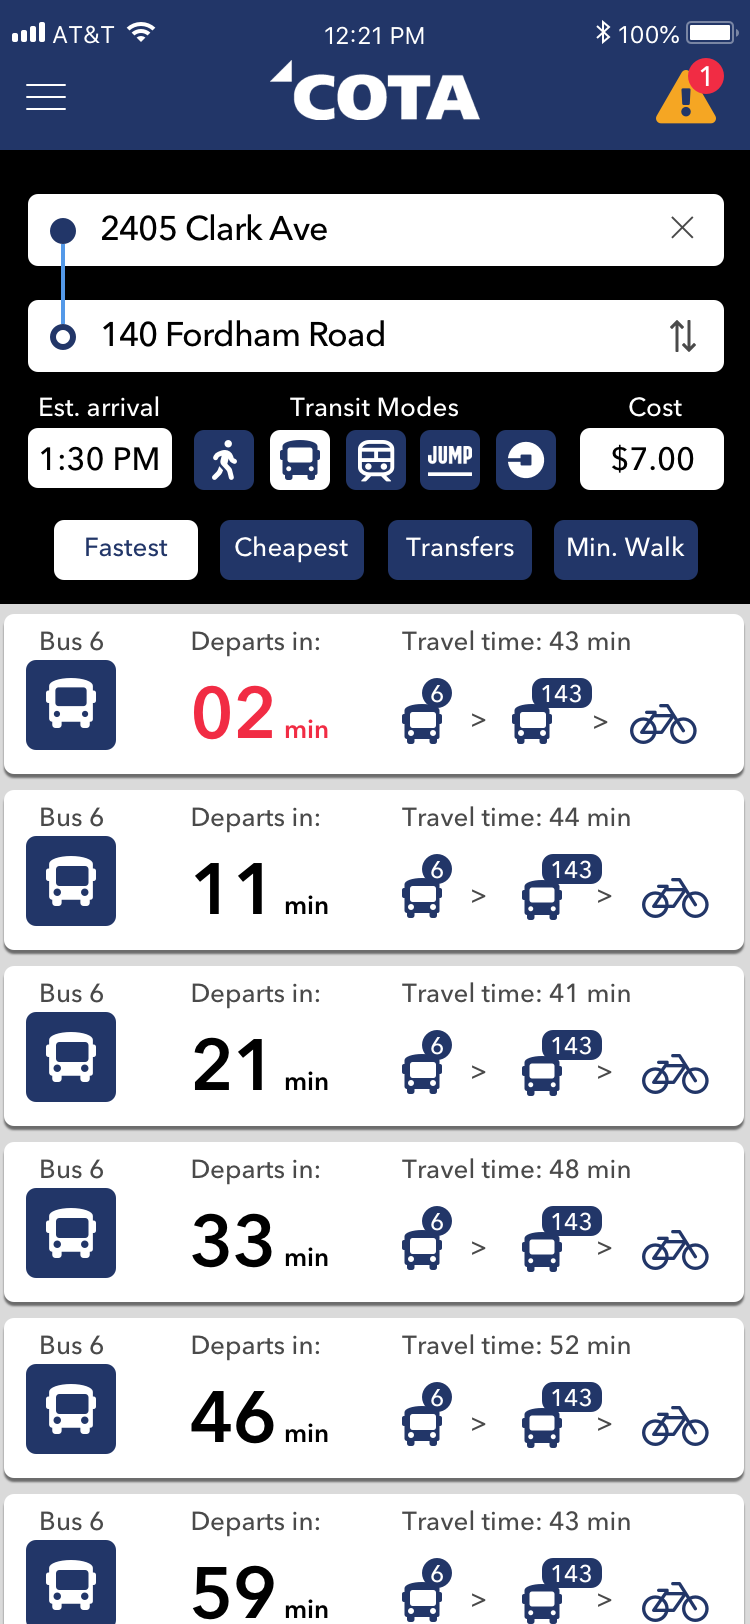 AT&T 12:21 PM 100%
COTA 1
2405 Clark Ave
140 Fordham Road
Est. arrival Transit Modes Cost
1:30 PM JUMP $7.00
Fastest Cheapest Transfers Min. Walk
Bus 6 Departs in: Travel time: 43 min
02 min 6 > 143 >
Bus 6 Departs in: Travel time: 44 min
11 min 6 > 143 >
Bus 6 Departs in: Travel time: 41 min
21 min 6 > 143 >
Bus 6 Departs in: Travel time: 48 min
33 min 6 > 143 >
Bus 6 Departs in: Travel time: 52 min
46 min 6 > 143 >
Bus 6 Departs in: Travel time: 43 min
59 min 6 > 143 >